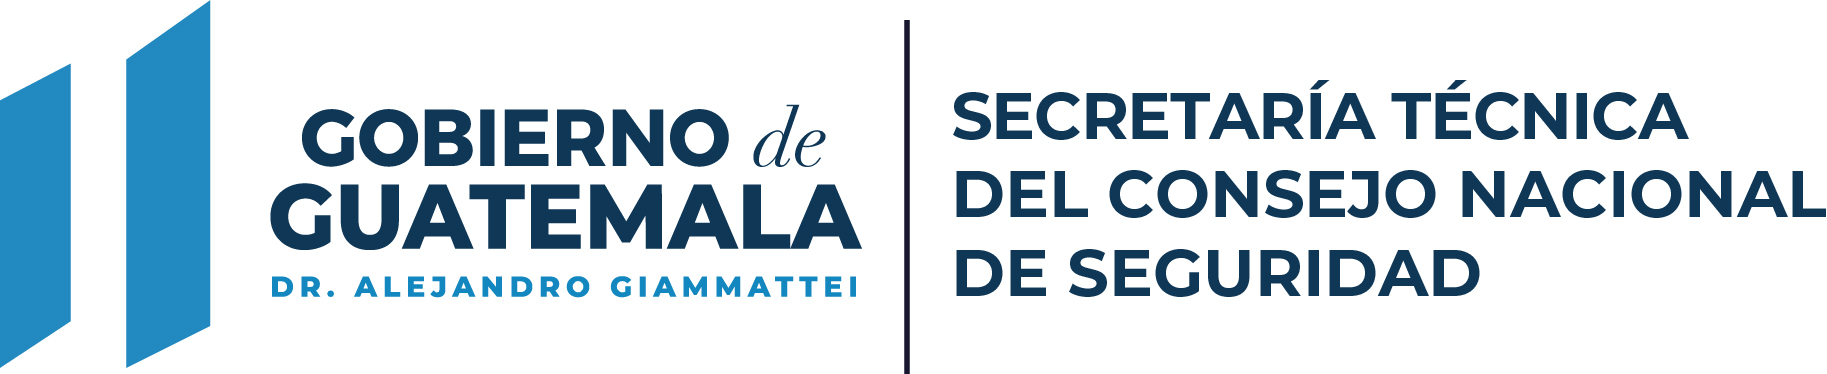 GOBIERNO de
GUATEMALA
DR. ALEJANDRO GIAMMATTEI
SECRETARÍA TÉCNICA
DEL CONSEJO NACIONAL
DE SEGURIDAD